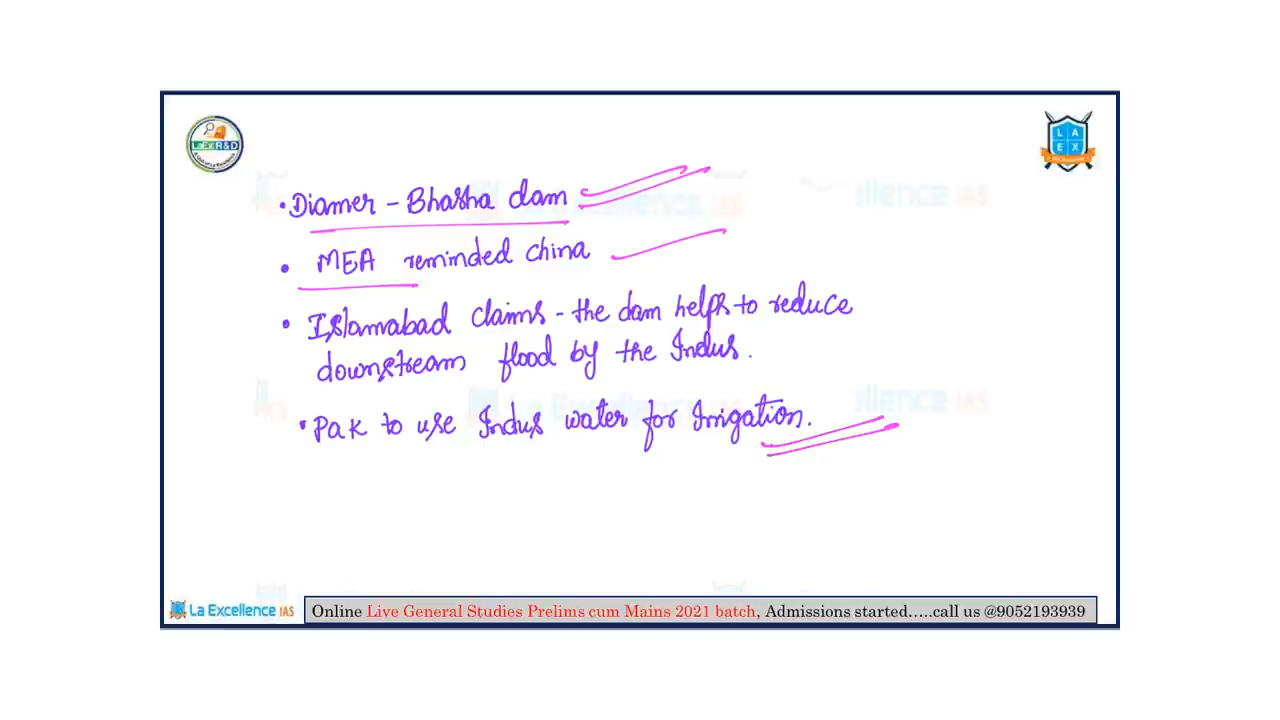 LaEx R&D
L A
E X
• Diamer - Bhasha dam
• MEA reminded china
• Islamabad claims - the dam helps to reduce
downstream flood by the Indus.
• Pak to use Indus water for Irrigation.
La Excellence IAS
Online Live General Studies Prelims cum Mains 2021 batch, Admissions started.....call us @9052193939